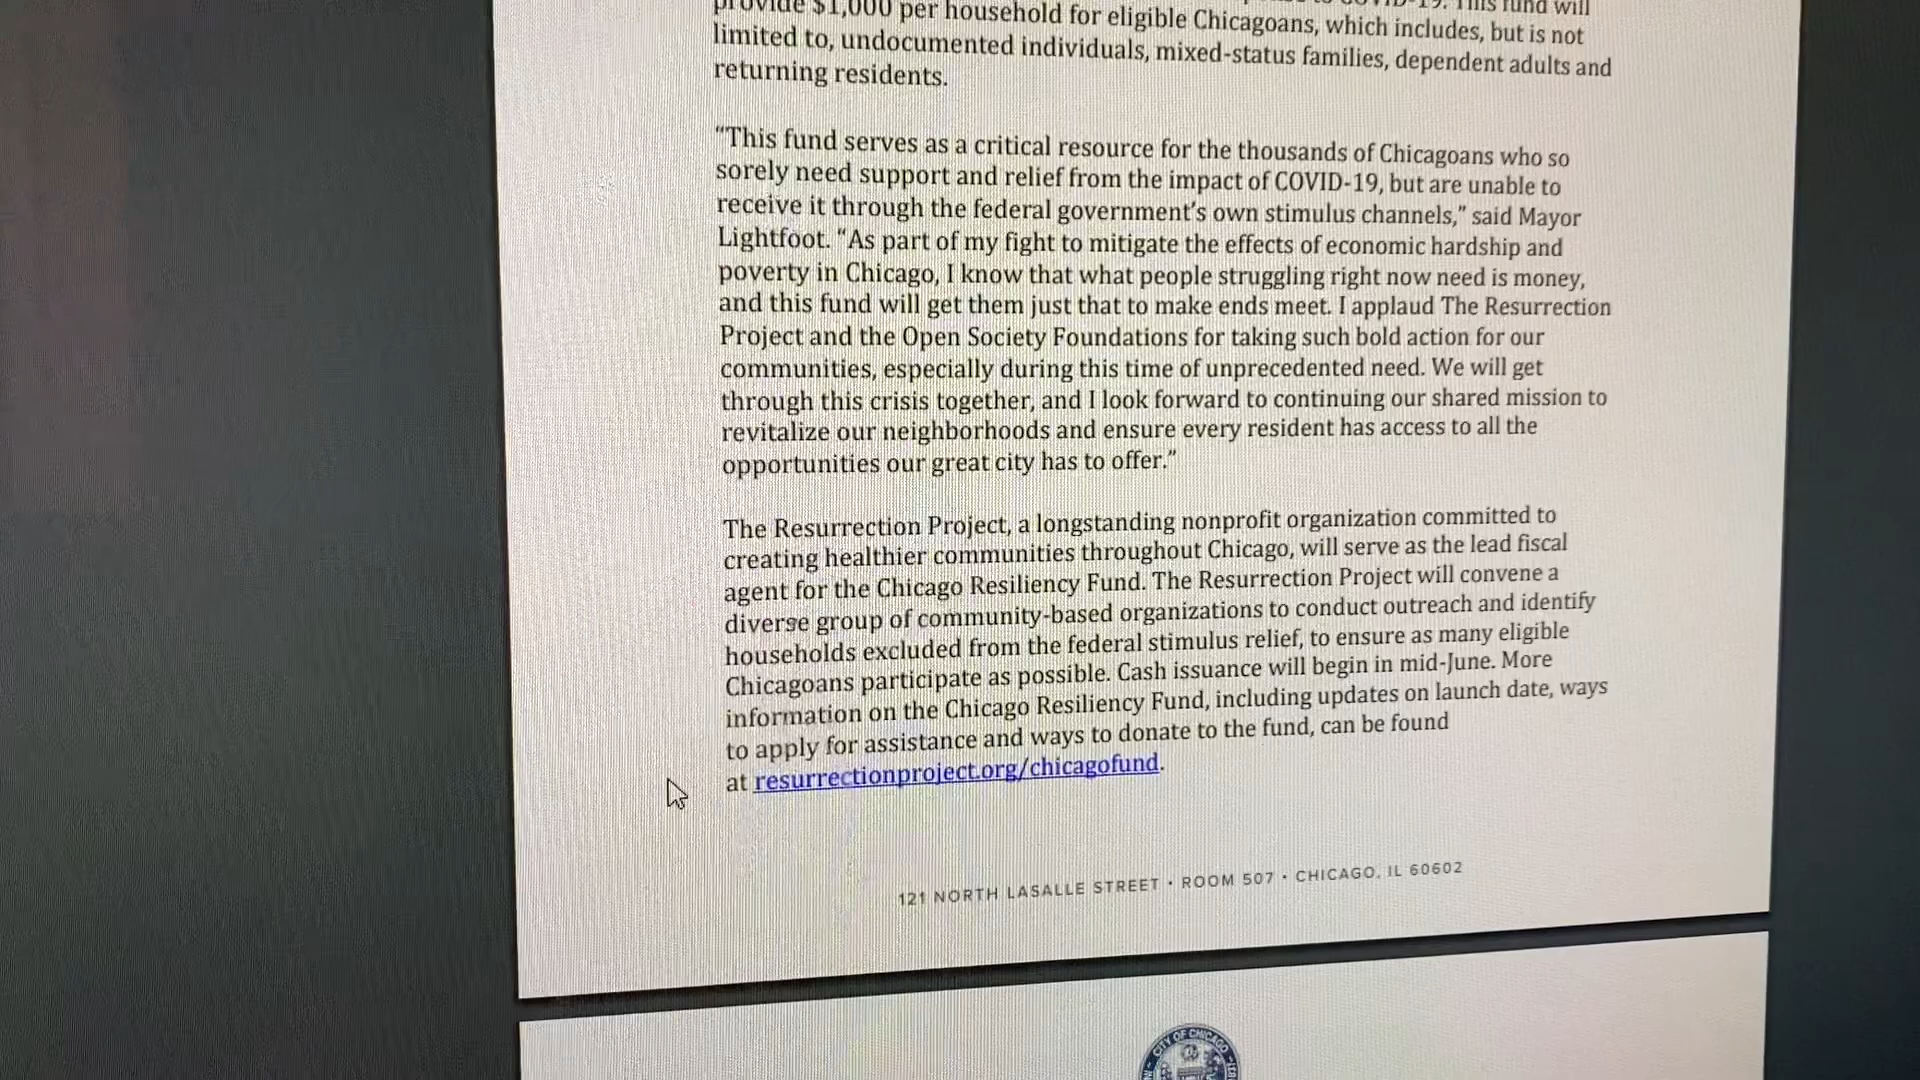 provide $1,000 per household for eligible Chicagoans, which includes, but is not
limited to, undocumented individuals, mixed-status families, dependent adults and
returning residents.
“This fund serves as a critical resource for the thousands of Chicagoans who so
sorely need support and relief from the impact of COVID-19, but are unable to
receive it through the federal government’s own stimulus channels,” said Mayor
Lightfoot. “As part of my fight to mitigate the effects of economic hardship and
poverty in Chicago, I know that what people struggling right now need is money,
and this fund will get them just that to make ends meet. I applaud The Resurrection
Project and the Open Society Foundations for taking such bold action for our
communities, especially during this time of unprecedented need. We will get
through this crisis together, and I look forward to continuing our shared mission to
revitalize our neighborhoods and ensure every resident has access to all the
opportunities our great city has to offer.”
The Resurrection Project, a longstanding nonprofit organization committed to
creating healthier communities throughout Chicago, will serve as the lead fiscal
agent for the Chicago Resiliency Fund. The Resurrection Project will convene a
diverse group of community-based organizations to conduct outreach and identify
households excluded from the federal stimulus relief, to ensure as many eligible
Chicagoans participate as possible. Cash issuance will begin in mid-June. More
information on the Chicago Resiliency Fund, including updates on launch date, ways
to apply for assistance and ways to donate to the fund, can be found
at resurrectionproject.org/chicagofund.
121 NORTH LASALLE STREET • ROOM 507 • CHICAGO, IL 60602
CITY OF CHICAGO